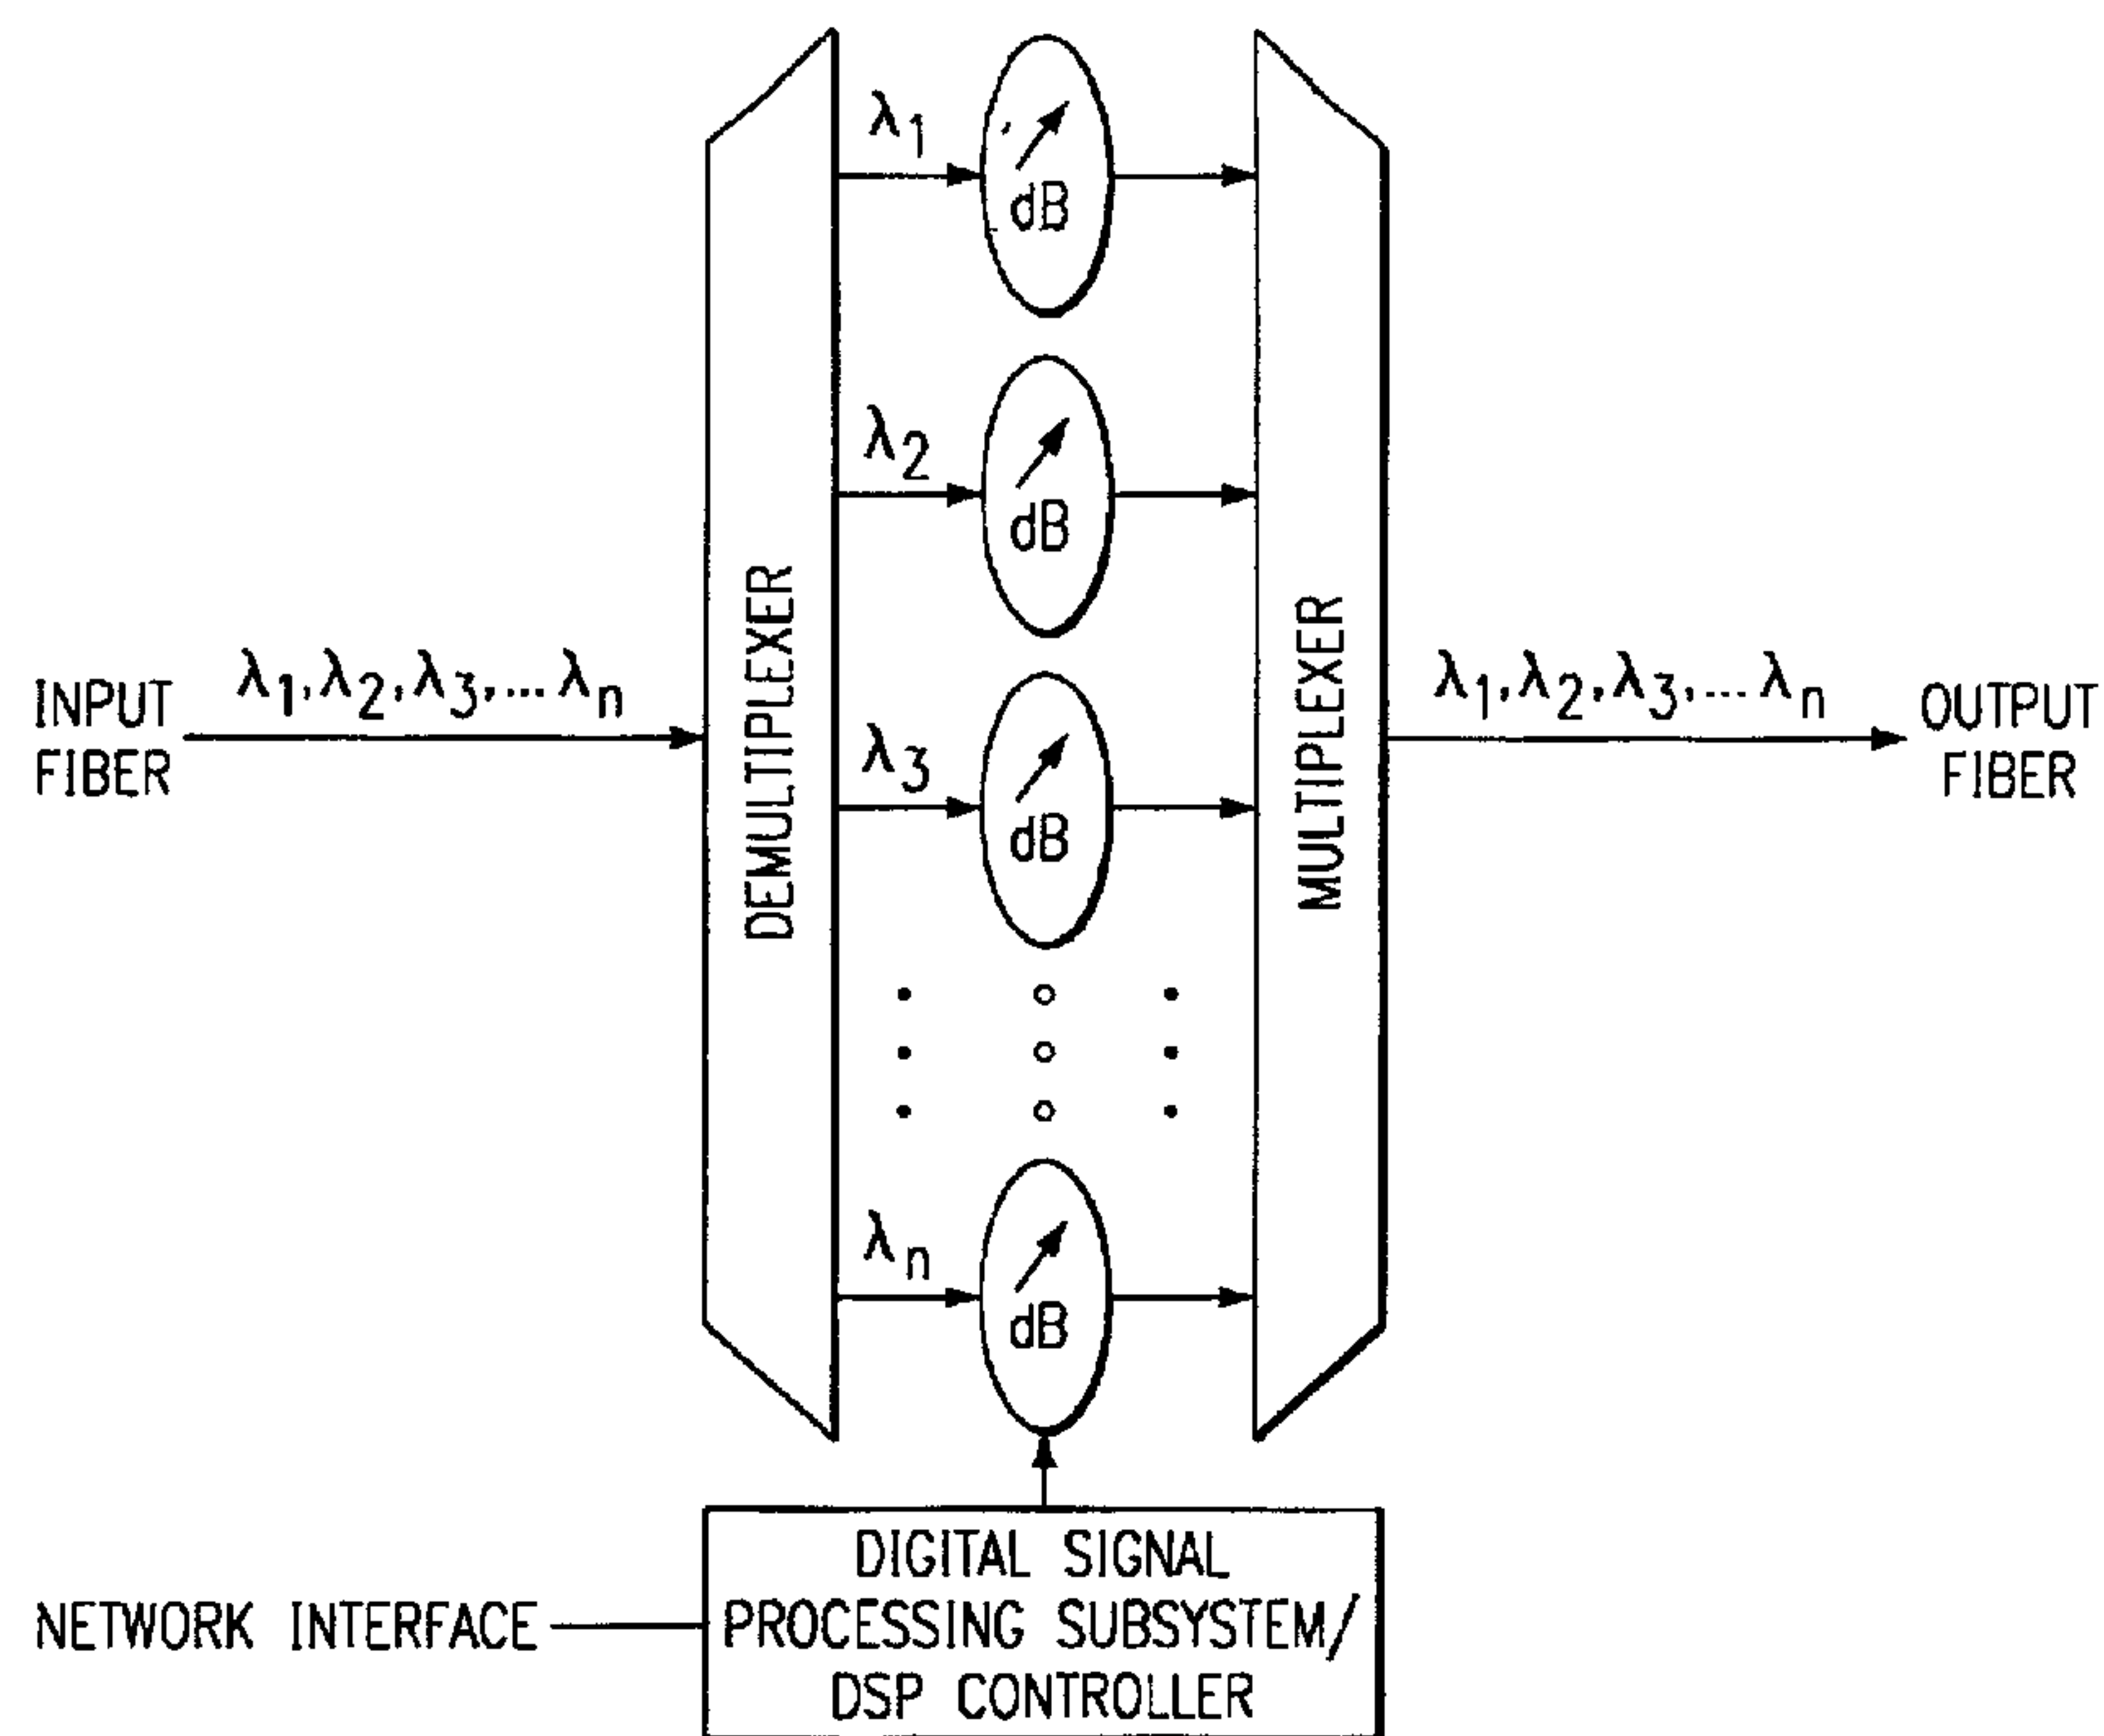 λ1
dB
λ2
dB
INPUT
FIBER
λ1,λ2,λ3,... λn
DEMULTIPLEXER
λ3
dB
MULTIPLEXER
λ1,λ2,λ3,... λn
OUTPUT
FIBER
λn
dB
NETWORK INTERFACE
DIGITAL SIGNAL
PROCESSING SUBSYSTEM/
DSP CONTROLLER